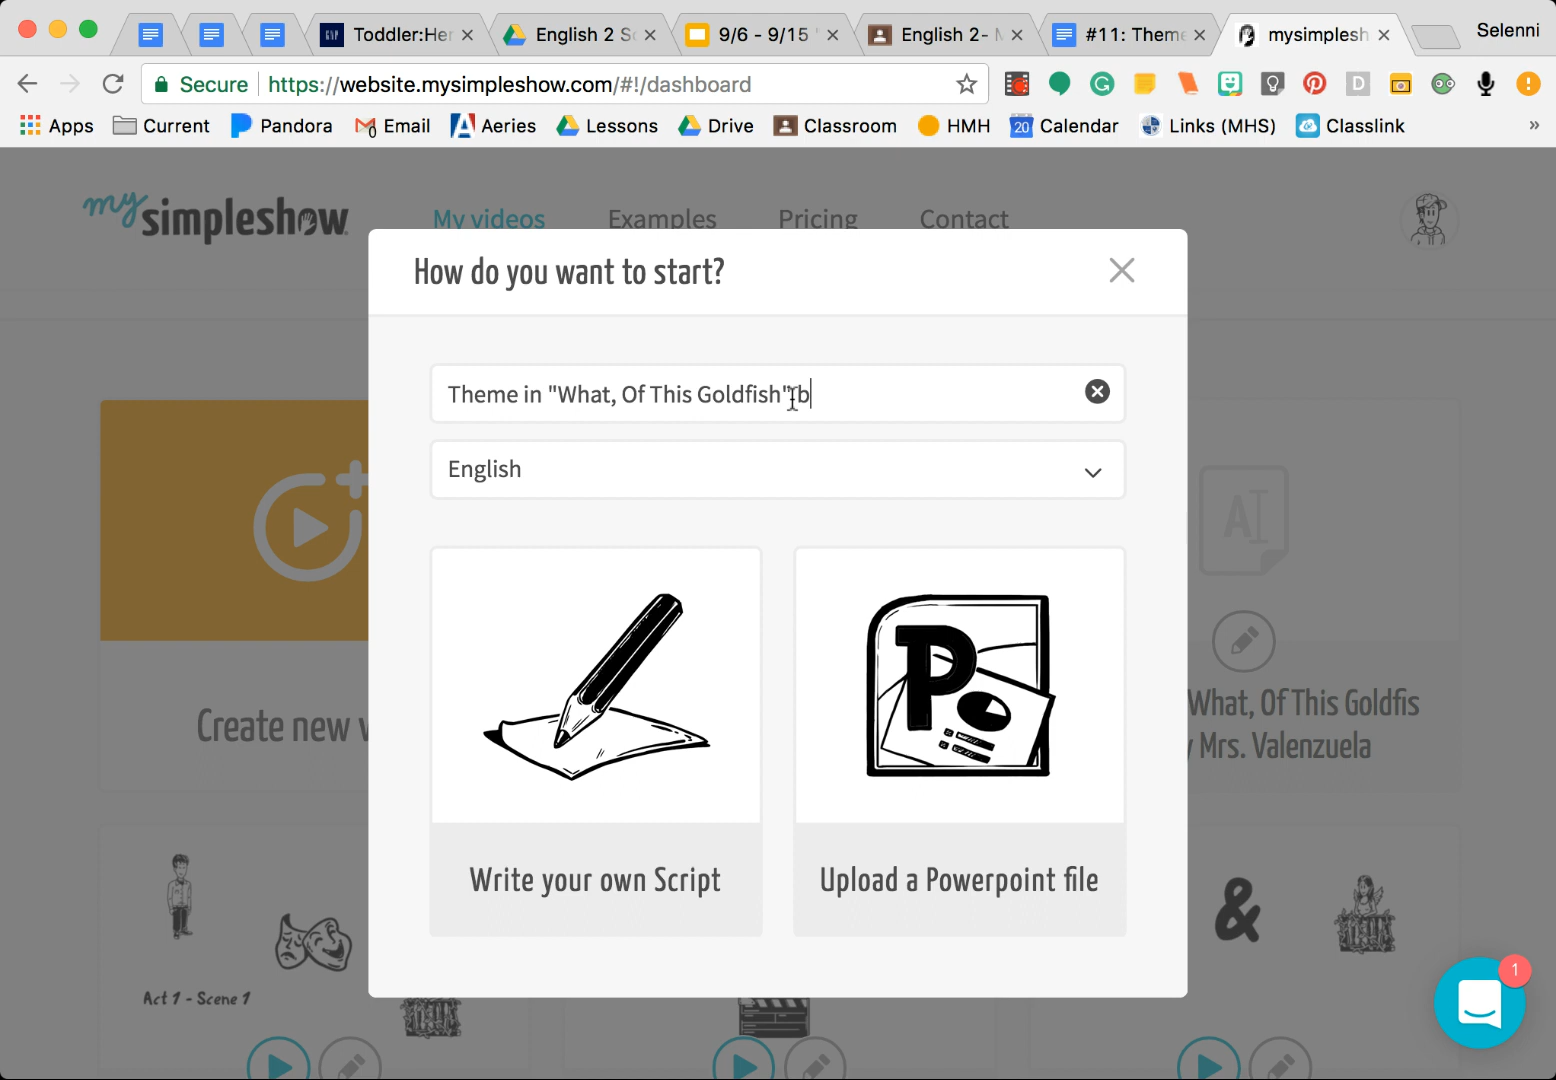 Toddler:Her
English 2 Sc
9/6 - 9/15
English 2- M
#11: Theme
mysimplesh
Selenni
Secure
https://website.mysimpleshow.com/#!/dashboard
Apps
Current
Pandora
Email
Aeries
Lessons
Drive
Classroom
HMH
20
Calendar
Links (MHS)
Classlink
»
my simpleshow
My videos
Examples
Pricing
Contact
How do you want to start?
Theme in "What, Of This Goldfish" b
English
Write your own Script
Upload a Powerpoint file
Create new v
What, Of This Goldfis
y Mrs. Valenzuela
Act 1 - Scene 1
&
1